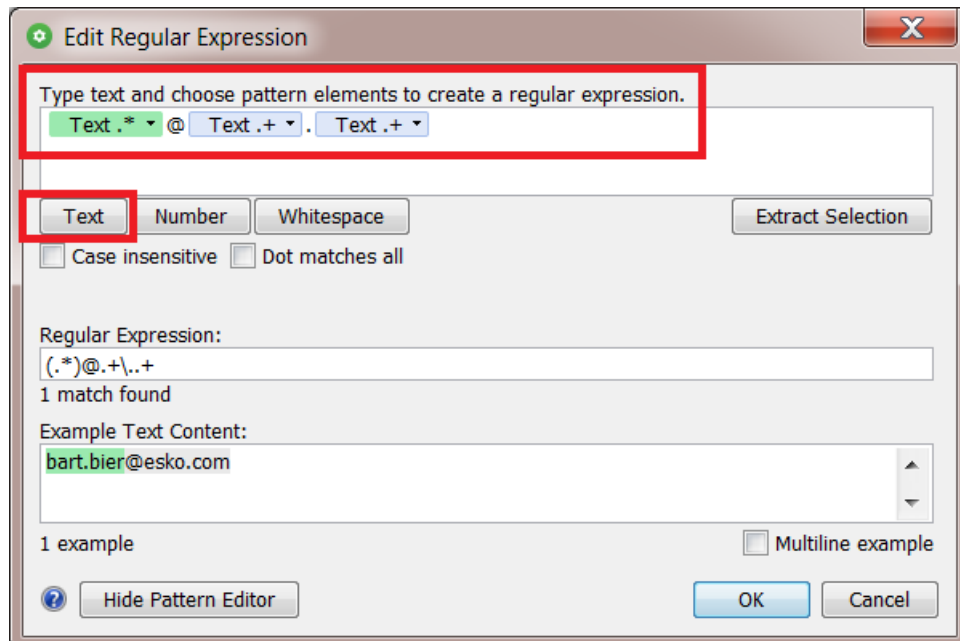 Edit Regular Expression
X
Type text and choose pattern elements to create a regular expression.
Text .* @ Text .+ . Text .+
Text Number Whitespace Extract Selection
Case insensitive Dot matches all
Regular Expression:
(.*)@.+\..+
1 match found
Example Text Content:
bart.bier@esko.com
1 example Multiline example
? Hide Pattern Editor OK Cancel